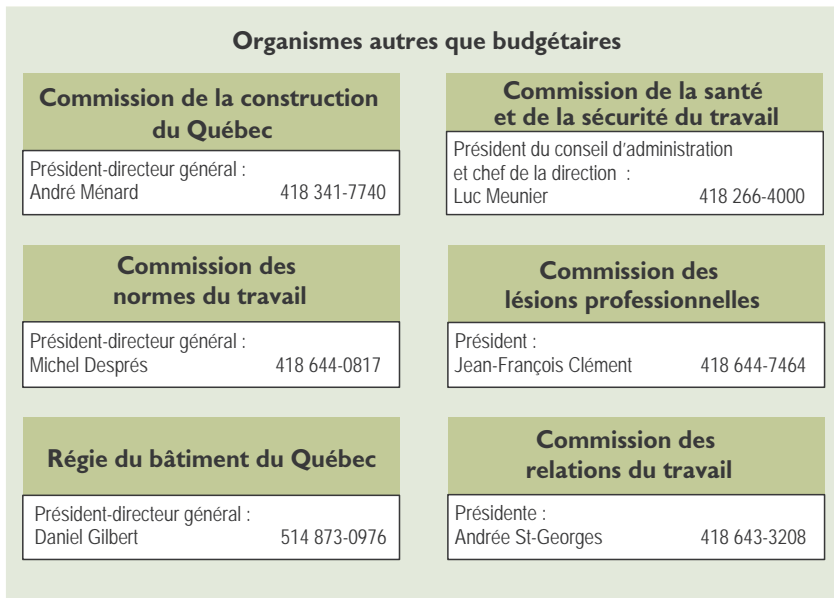 Organismes autres que budgétaires
Commission de la construction
du Québec
Président-directeur général :
André Ménard 418 341-7740
Commission de la santé
et de la sécurité du travail
Président du conseil d'administration
et chef de la direction :
Luc Meunier 418 266-4000
Commission des
normes du travail
Président-directeur général :
Michel Després 418 644-0817
Commission des
lésions professionnelles
Président :
Jean-François Clément 418 644-7464
Régie du bâtiment du Québec
Président-directeur général :
Daniel Gilbert 514 873-0976
Commission des
relations du travail
Présidente :
Andrée St-Georges 418 643-3208